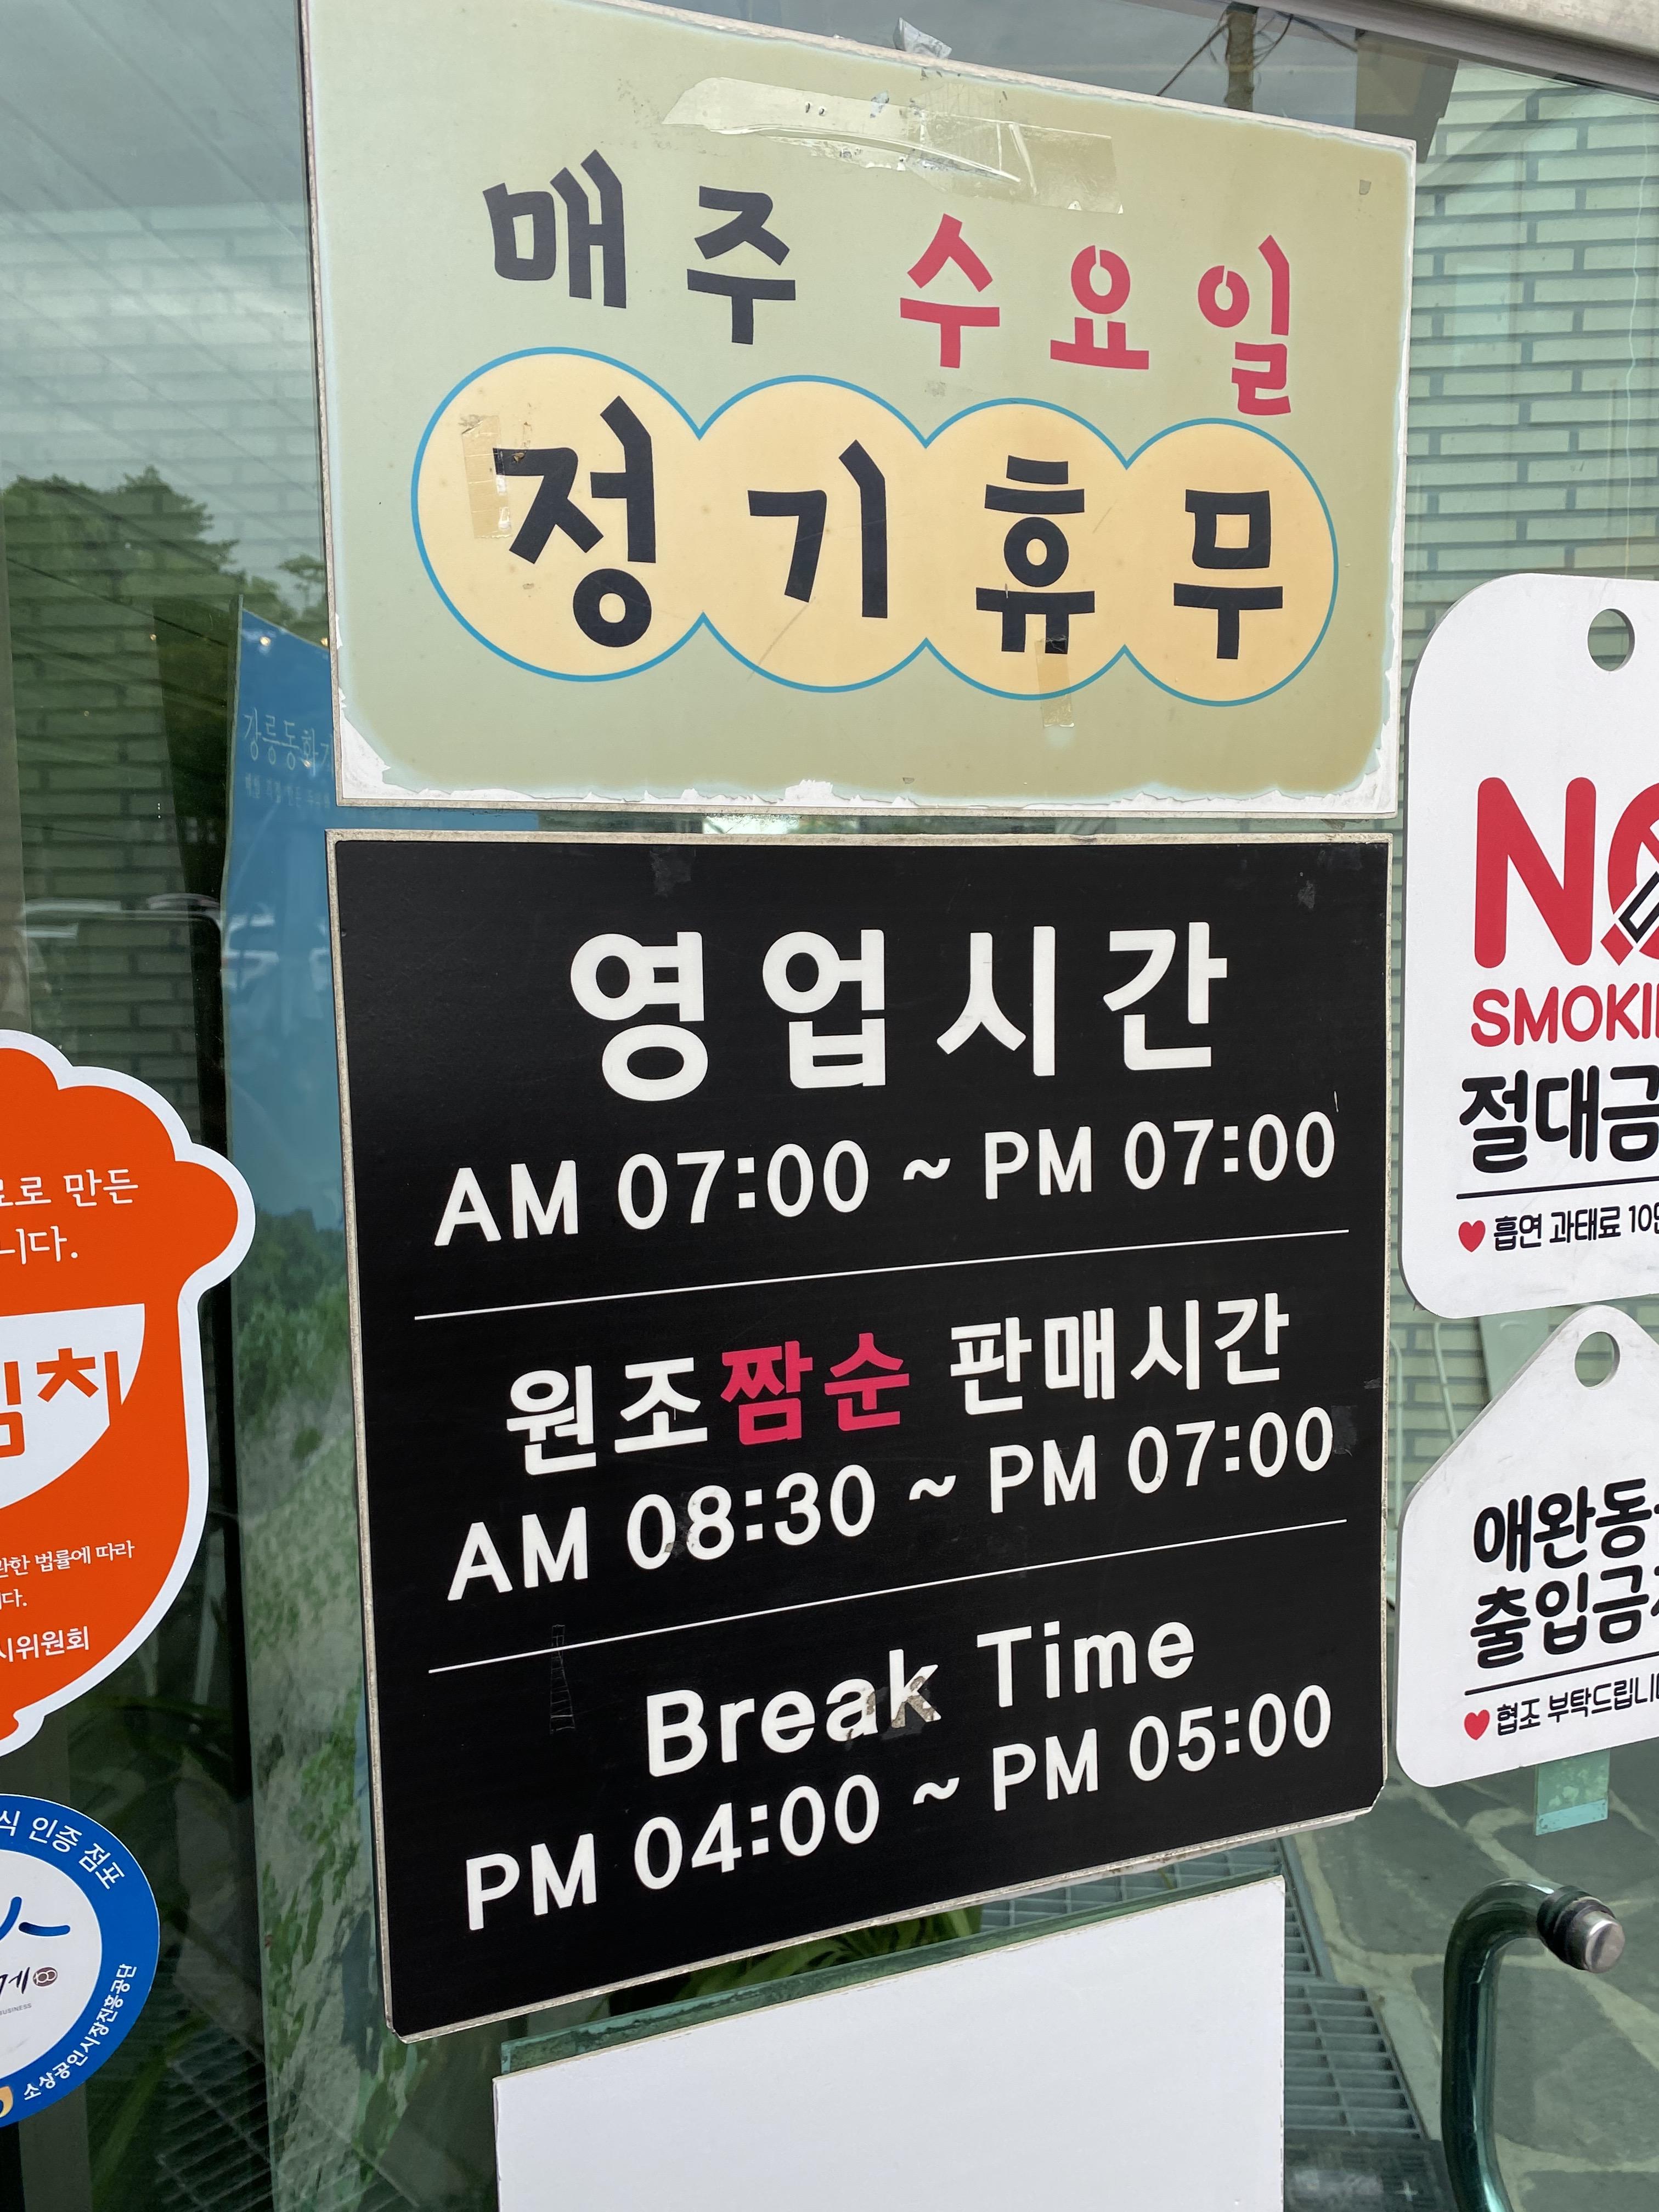 매주 수요일
정기휴무
강릉동화가
영업시간
AM 07:00 ~ PM 07:00
원조짬순 판매시간
AM 08:30 ~ PM 07:00
Break Time
PM 04:00 ~ PM 05:00
NO
SMOKI
절대금
흡연 과태료 10만
애완동
출입금
협조 부탁드립니
로 만든
니다.
김치
관한 법률에 따라
다.
시위원회
식 인증 점포
게
BUSINESS
소상공인시장진흥공단